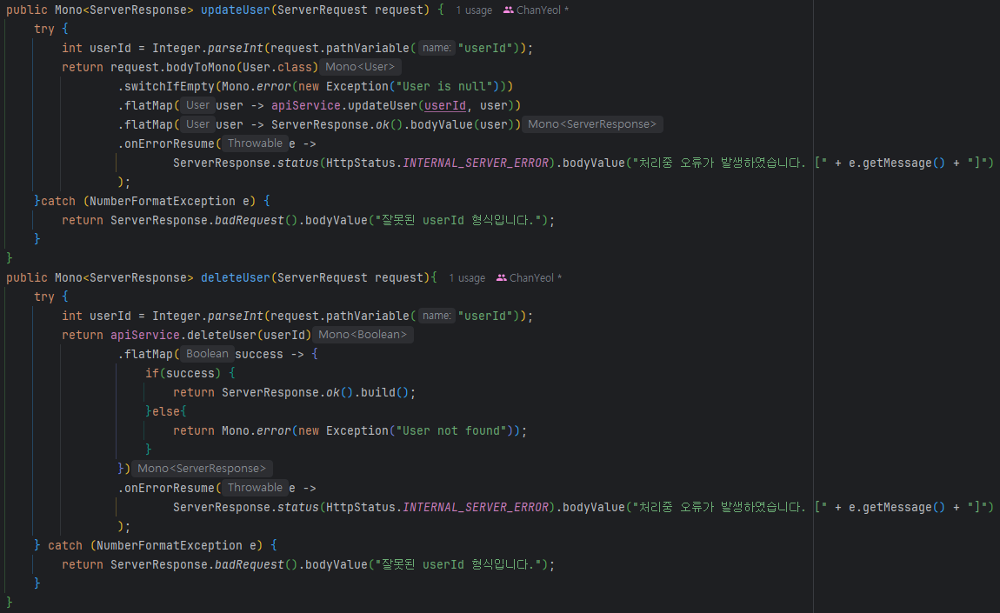 public Mono<ServerResponse> updateUser(ServerRequest request) { 1 usage ChanYeol *
try {
int userId = Integer.parseInt(request.pathVariable( name: "userId"));
return request.bodyToMono(User.class) Mono<User>
.switchIfEmpty(Mono.error(new Exception("User is null")))
.flatMap( User user -> apiService.updateUser(userId, user))
.flatMap( User user -> ServerResponse.ok().bodyValue(user)) Mono<ServerResponse>
.onErrorResume( Throwable e ->
ServerResponse.status(HttpStatus.INTERNAL_SERVER_ERROR).bodyValue("처리중 오류가 발생하였습니다. [" + e.getMessage() + "]")
);
}catch (NumberFormatException e) {
return ServerResponse.badRequest().bodyValue("잘못된 userId 형식입니다.");
}
}
public Mono<ServerResponse> deleteUser(ServerRequest request){ 1 usage ChanYeol *
try {
int userId = Integer.parseInt(request.pathVariable( name: "userId"));
return apiService.deleteUser(userId) Mono<Boolean>
.flatMap( Boolean success -> {
if(success) {
return ServerResponse.ok().build();
}else{
return Mono.error(new Exception("User not found"));
}
}) Mono<ServerResponse>
.onErrorResume( Throwable e ->
ServerResponse.status(HttpStatus.INTERNAL_SERVER_ERROR).bodyValue("처리중 오류가 발생하였습니다. [" + e.getMessage() + "]")
);
} catch (NumberFormatException e) {
return ServerResponse.badRequest().bodyValue("잘못된 userId 형식입니다.");
}
}